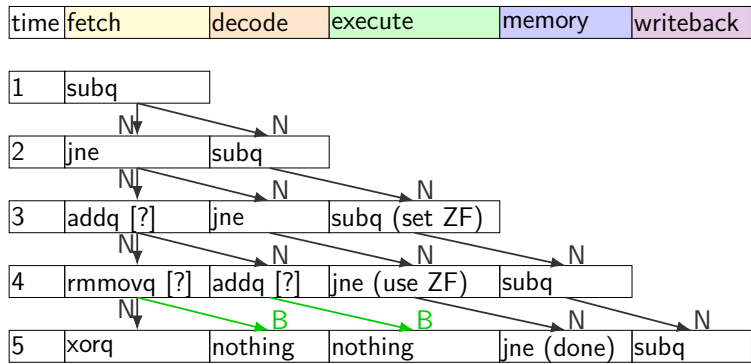 time fetch decode execute memory writeback
1 subq
N N
2 jne subq
N N N
3 addq [?] jne subq (set ZF)
N N N N
4 rmmovq [?] addq [?] jne (use ZF) subq
N B B N N
5 xorq nothing nothing jne (done) subq